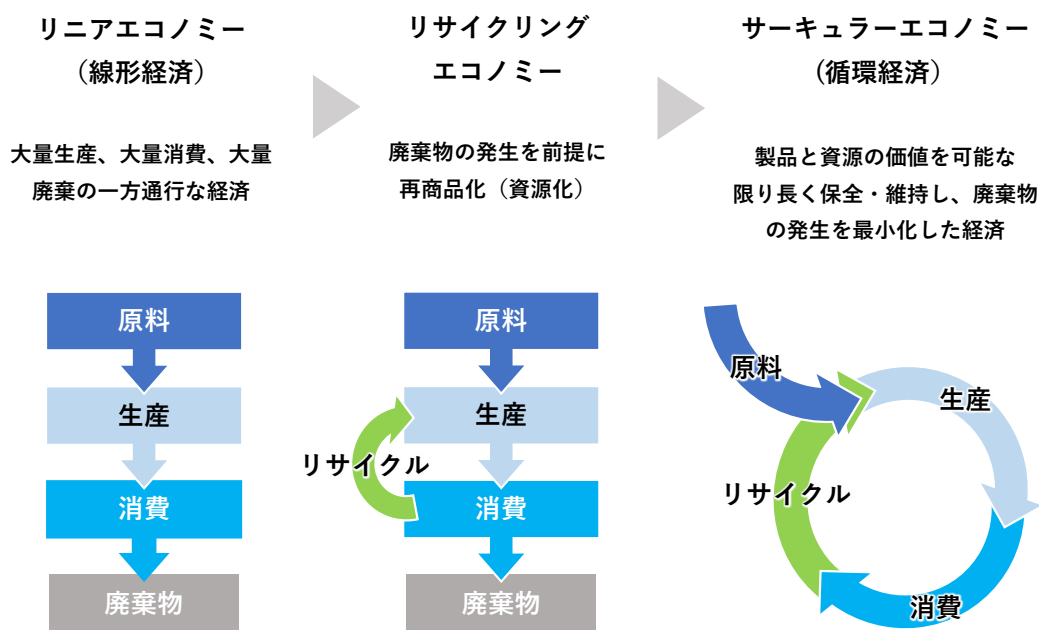 リニアエコノミー
（線形経済）
大量生産、大量消費、大量
廃棄の一方通行な経済
原料
生産
消費
廃棄物
リサイクリング
エコノミー
廃棄物の発生を前提に
再商品化（資源化）
原料
生産
リサイクル
消費
廃棄物
サーキュラーエコノミー
（循環経済）
製品と資源の価値を可能な
限り長く保全・維持し、廃棄物
の発生を最小化した経済
原料
生産
リサイクル
消費